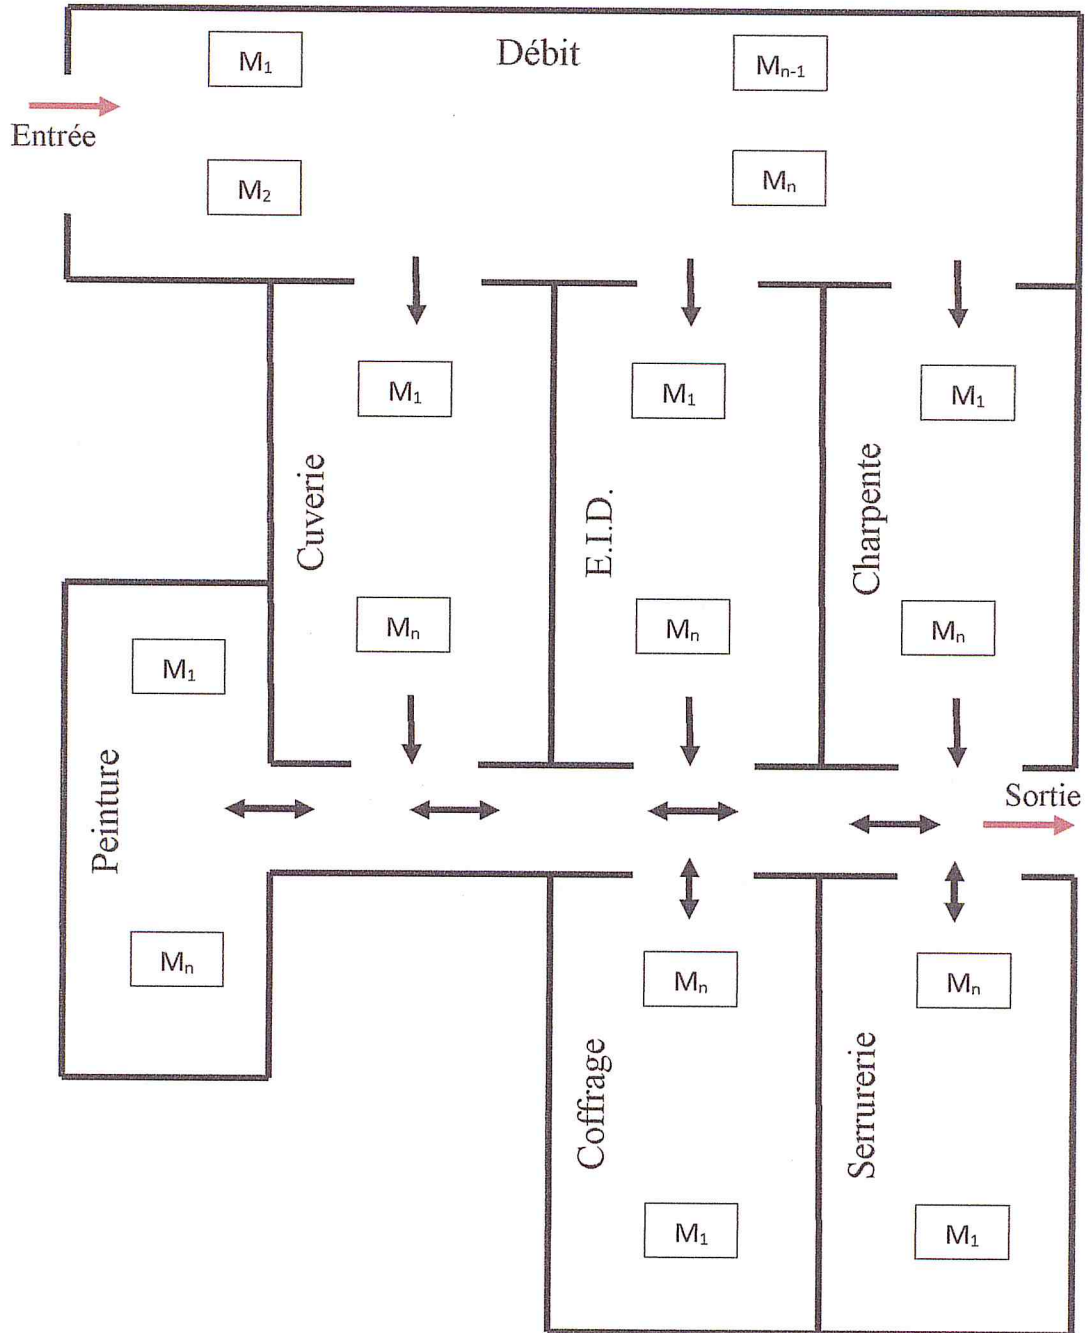 Débit
M₁
Mₙ₋₁
Entrée
M₂
Mₙ
M₁
M₁
M₁
Cuverie
E.I.D.
Charpente
Mₙ
Mₙ
Mₙ
M₁
Peinture
Sortie
Mₙ
Mₙ
Mₙ
Coffrage
Serrurerie
M₁
M₁